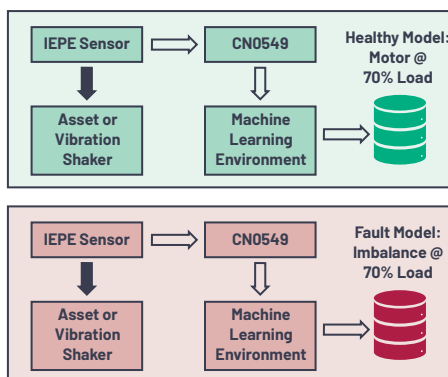 IEPE Sensor
CN0549
Healthy Model:
Motor @
70% Load
Asset or
Vibration
Shaker
Machine
Learning
Environment
IEPE Sensor
CN0549
Fault Model:
Imbalance @
70% Load
Asset or
Vibration
Shaker
Machine
Learning
Environment